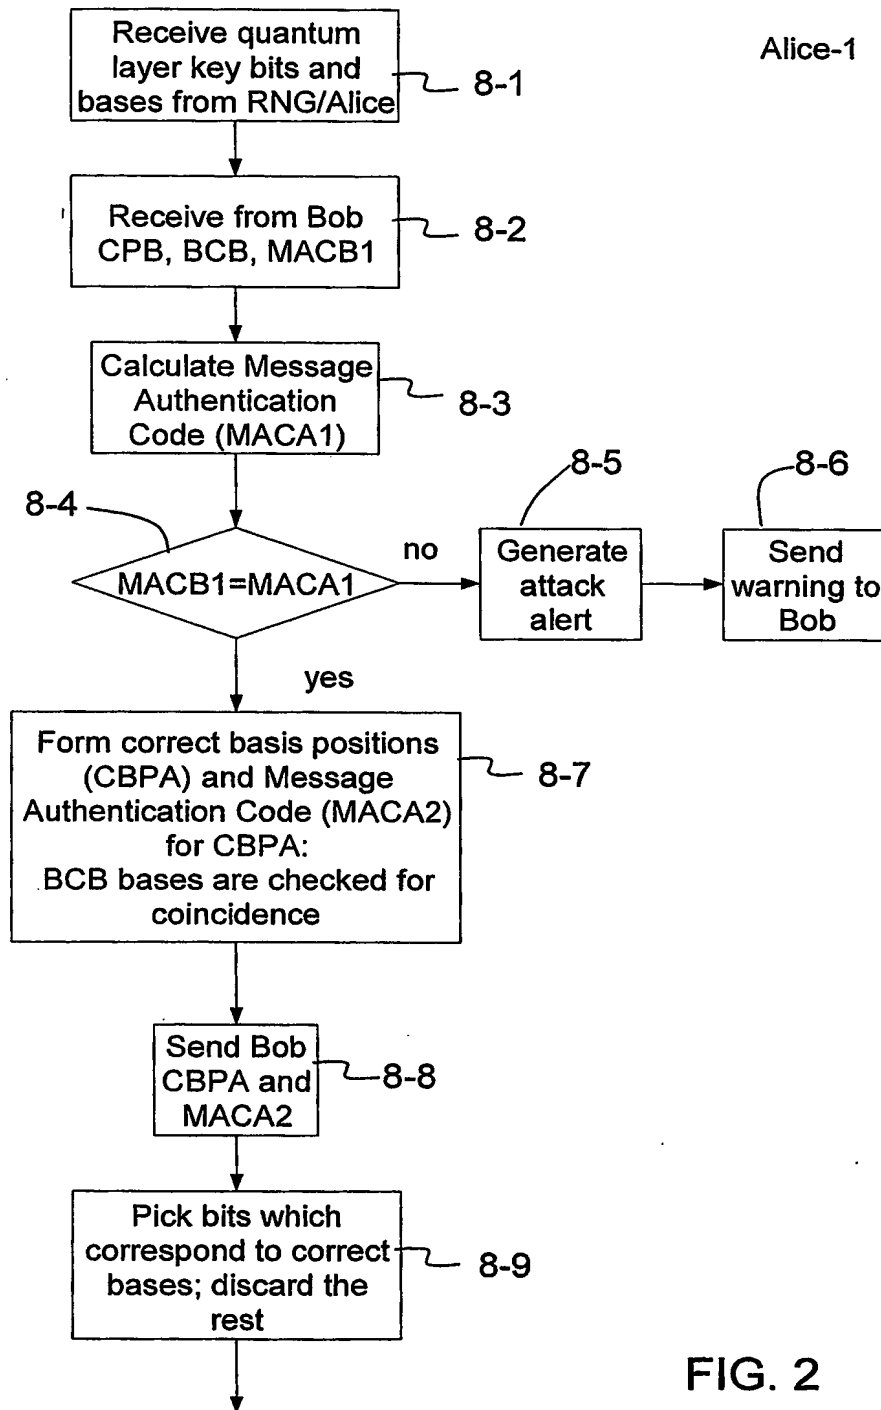 Receive quantum
layer key bits and
bases from RNG/Alice
8-1
Alice-1
Receive from Bob
CPB, BCB, MACB1
8-2
Calculate Message
Authentication
Code (MACA1)
8-3
8-4
MACB1=MACA1
no
8-5
Generate
attack
alert
8-6
Send
warning to
Bob
yes
Form correct basis positions
(CBPA) and Message
Authentication Code (MACA2)
for CBPA:
BCB bases are checked for
coincidence
8-7
Send Bob
CBPA and
MACA2
8-8
Pick bits which
correspond to correct
bases; discard the
rest
8-9
FIG. 2